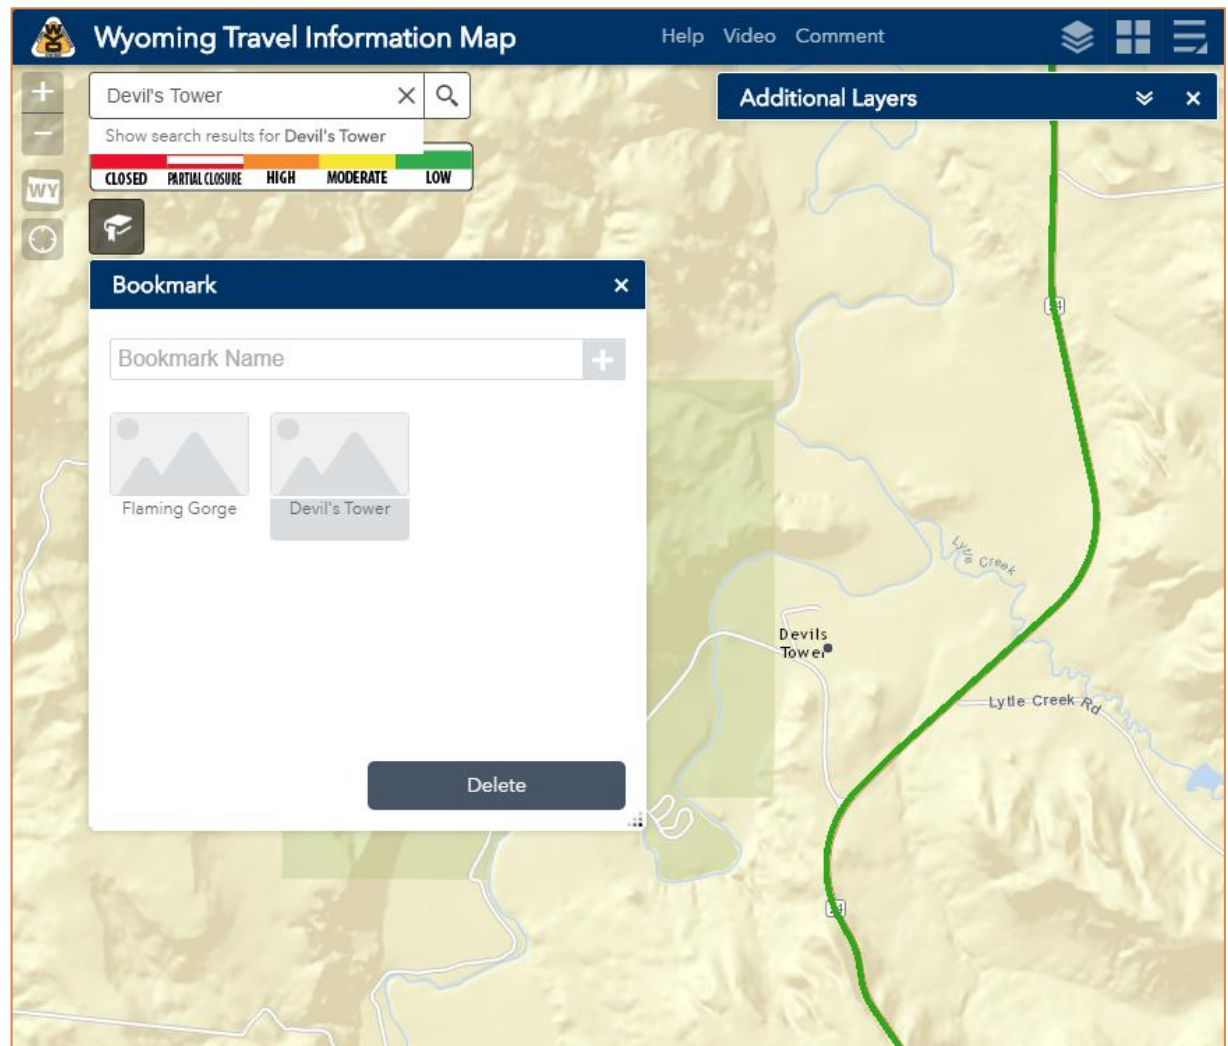 Wyoming Travel Information Map
Help Video Comment
Devil's Tower
Show search results for Devil's Tower
Additional Layers
CLOSED PARTIAL CLOSURE HIGH MODERATE LOW
WY
Bookmark
Bookmark Name
Flaming Gorge
Devil's Tower
Delete
Lytle Creek
Devils
Tower
Lytle Creek Rd